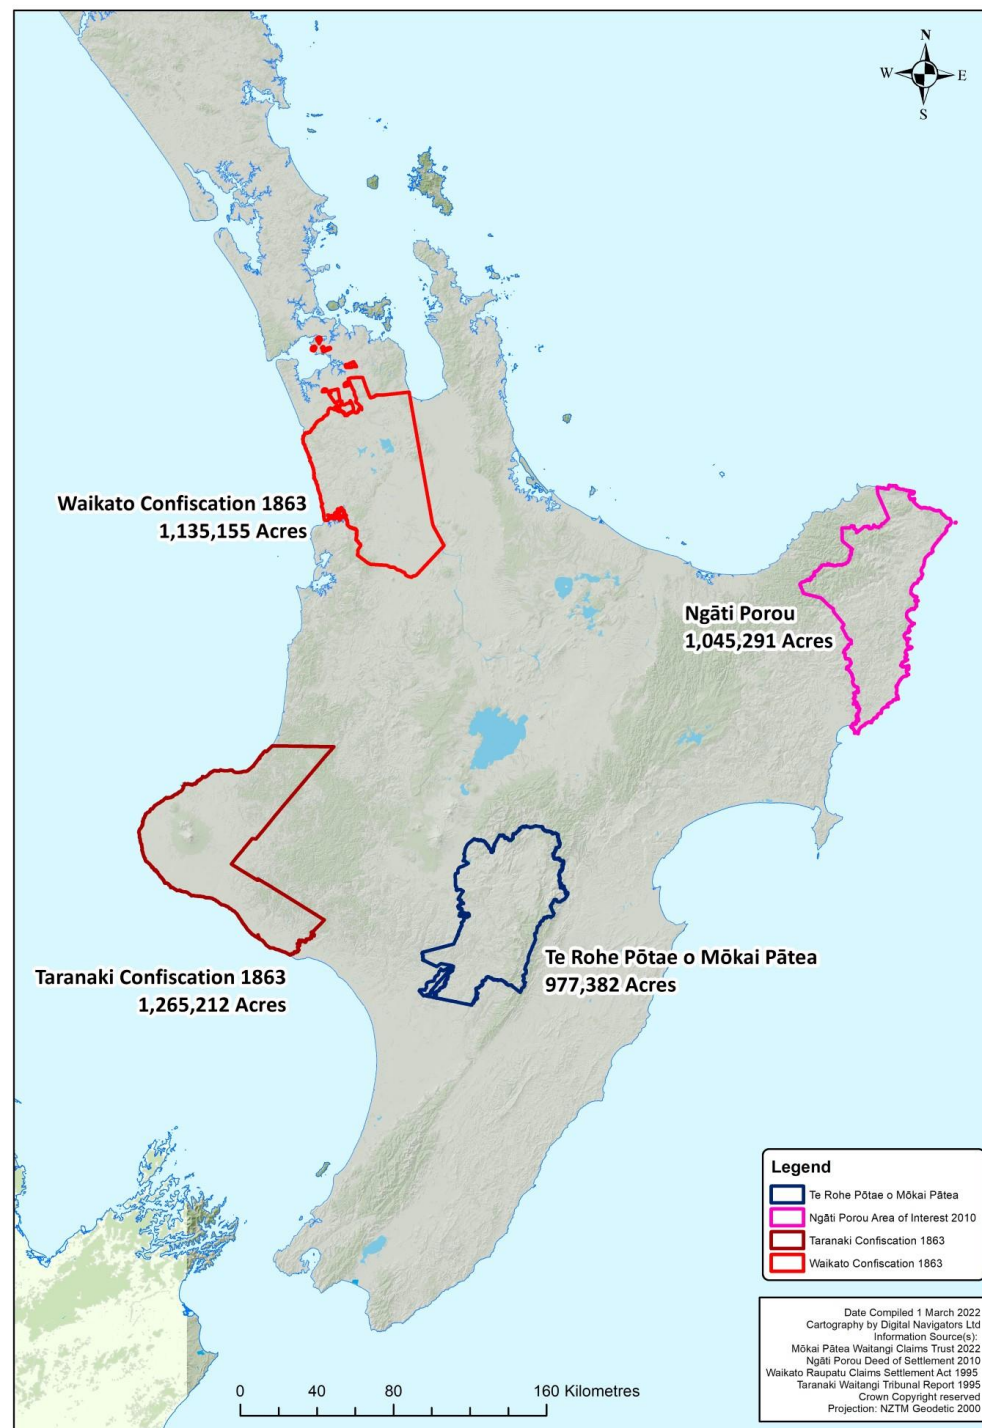 N
W E
S
Waikato Confiscation 1863
1,135,155 Acres
Ngāti Porou
1,045,291 Acres
Te Rohe Pōtae o Mōkai Pātea
977,382 Acres
Taranaki Confiscation 1863
1,265,212 Acres
Legend
Te Rohe Pōtae o Mōkai Pātea
Ngāti Porou Area of Interest 2010
Taranaki Confiscation 1863
Waikato Confiscation 1863
Date Compiled 1 March 2022
Cartography by Digital Navigators Ltd
Information Source(s):
Mōkai Pātea Waitangi Claims Trust 2022
Ngāti Porou Deed of Settlement 2010
Waikato Raupatu Claims Settlement Act 1995
Taranaki Waitangi Tribunal Report 1995
Crown Copyright reserved
Projection: NZTM Geodetic 2000
0 40 80 160 Kilometres